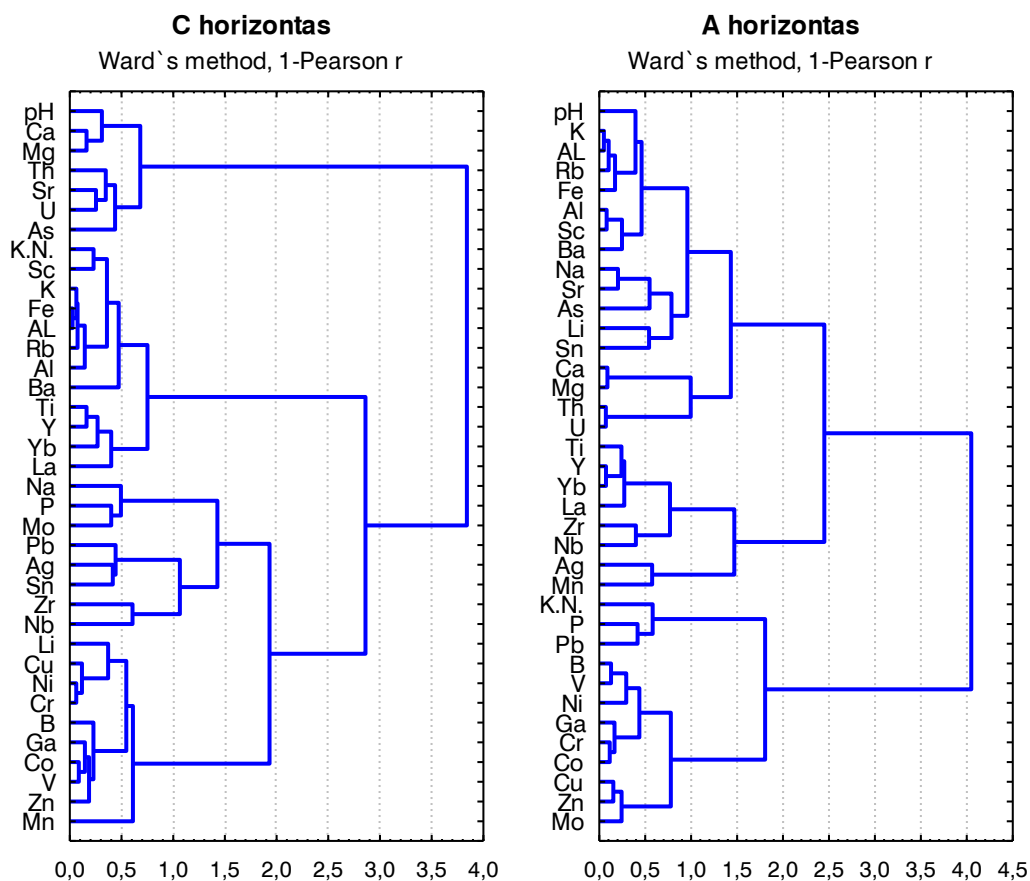 C horizontas
Ward`s method, 1-Pearson r
pH
Ca
Mg
Th
Sr
U
As
K.N.
Sc
K
Fe
AL
Rb
Al
Ba
Ti
Y
Yb
La
Na
P
Mo
Pb
Ag
Sn
Zr
Nb
Li
Cu
Ni
Cr
B
Ga
Co
V
Zn
Mn
0,0 0,5 1,0 1,5 2,0 2,5 3,0 3,5 4,0
A horizontas
Ward`s method, 1-Pearson r
pH
K
AL
Rb
Fe
Al
Sc
Ba
Na
Sr
As
Li
Sn
Ca
Mg
Th
U
Ti
Y
Yb
La
Zr
Nb
Ag
Mn
K.N.
P
Pb
B
V
Ni
Ga
Cr
Co
Cu
Zn
Mo
0,0 0,5 1,0 1,5 2,0 2,5 3,0 3,5 4,0 4,5